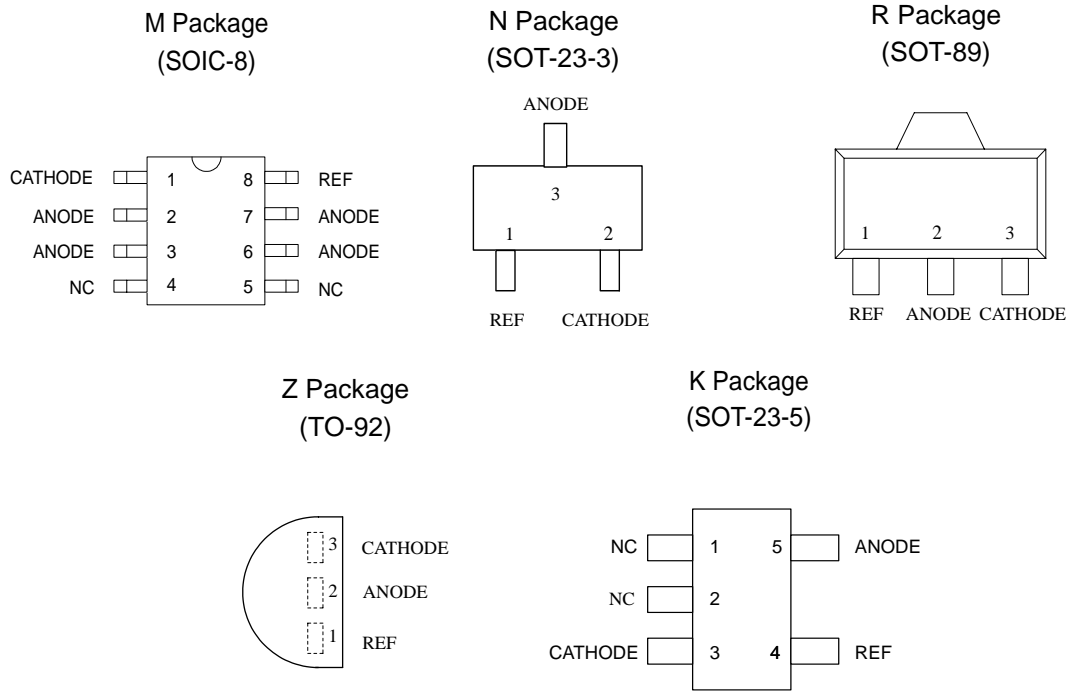 M Package
(SOIC-8)
N Package
(SOT-23-3)
R Package
(SOT-89)
CATHODE 1 8 REF
ANODE 2 7 ANODE
ANODE 3 6 ANODE
NC 4 5 NC
ANODE
3
1 2
REF CATHODE
1 2 3
REF ANODE CATHODE
Z Package
(TO-92)
K Package
(SOT-23-5)
3 CATHODE
2 ANODE
1 REF
NC 1 5 ANODE
NC 2
CATHODE 3 4 REF